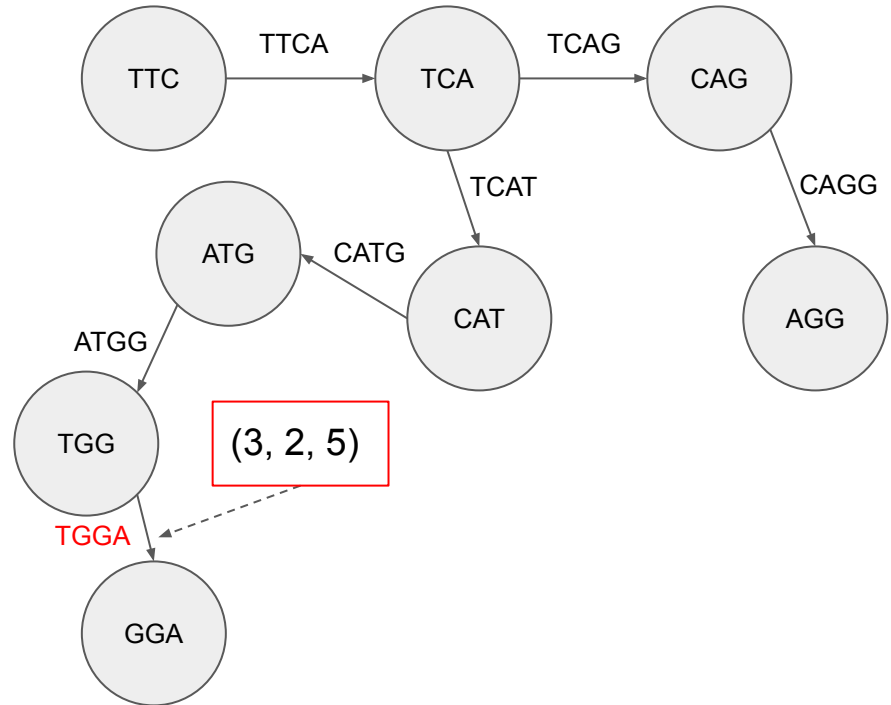 TTCA
TCAG
TTC
TCA
CAG
TCAT
CAGG
ATG
CATG
CAT
AGG
ATGG
TGG
(3, 2, 5)
TGGA
GGA